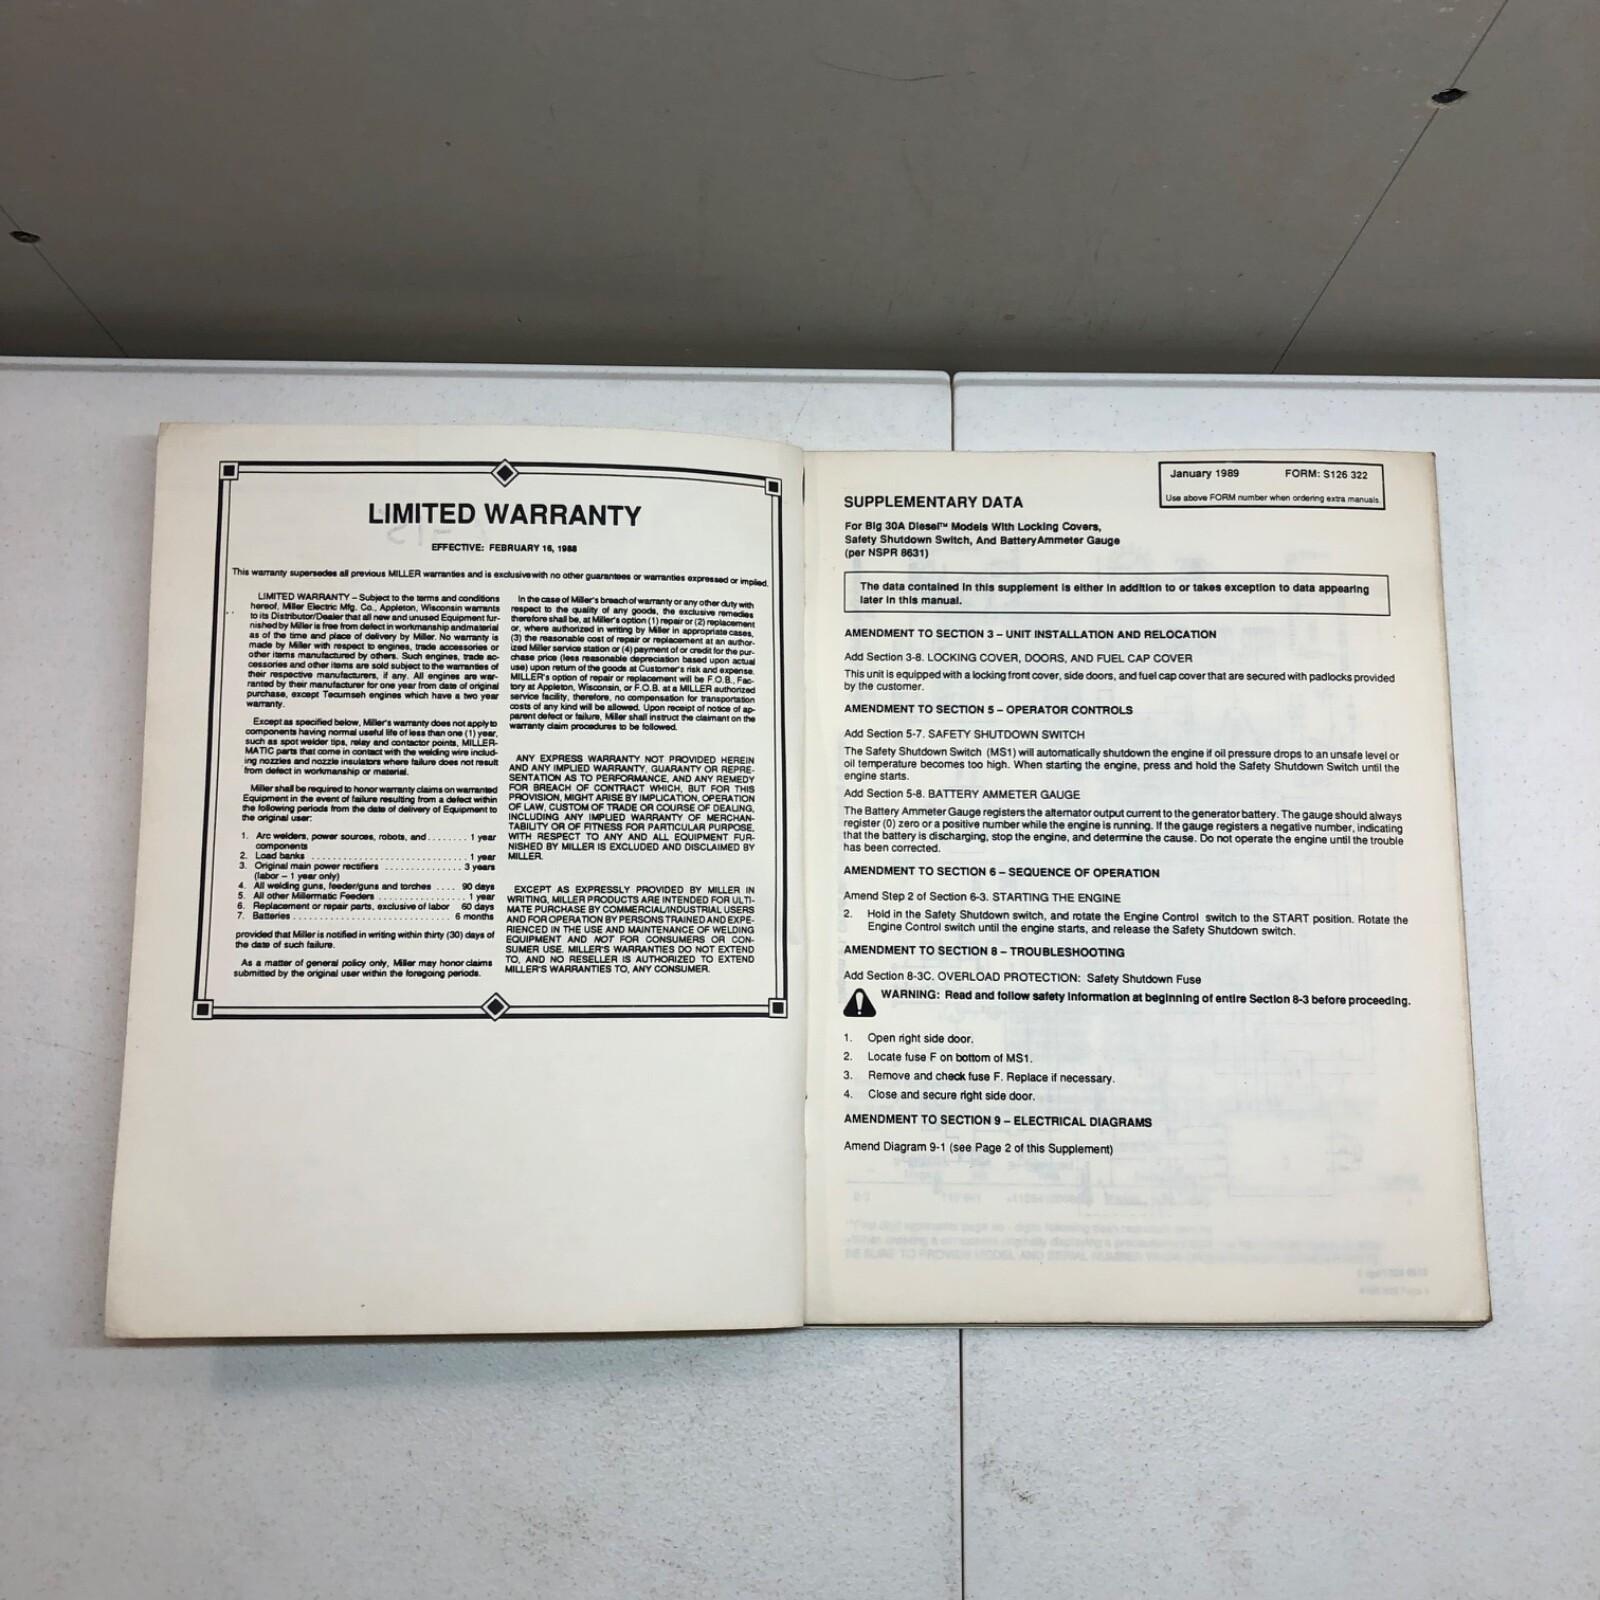 LIMITED WARRANTY
EFFECTIVE: FEBRUARY 16, 1988
This warranty supersedes all previous MILLER warranties and is exclusive with no other guarantees or warranties expressed or implied.
LIMITED WARRANTY – Subject to the terms and conditions
hereof, Miller Electric Mfg. Co., Appleton, Wisconsin warrants
to its Distributor/Dealer that all new and unused Equipment fur-
nished by Miller is free from defect in workmanship and material
as of the time and place of delivery by Miller. No warranty is
made by Miller with respect to engines, trade accessories or
other items manufactured by others. Such engines, trade ac-
cessories and other items are sold subject to the warranties of
their respective manufacturers, if any. All engines are war-
ranted by their manufacturer for one year from date of original
purchase, except Tecumseh engines which have a two year
warranty.
Except as specified below, Miller's warranty does not apply to
components having normal useful life of less than one (1) year,
such as spot welder tips, relay and contactor points, MILLER-
MATIC parts that come in contact with the welding wire includ-
ing nozzles and nozzle insulators where failure does not result
from defect in workmanship or material.
Miller shall be required to honor warranty claims on warranted
Equipment in the event of failure resulting from a defect within
the following periods from the date of delivery of Equipment to
the original user:
1. Arc welders, power sources, robots, and ........ 1 year
components
2. Load banks ............................ 1 year
3. Original main power rectifiers .............. 3 years
(labor – 1 year only)
4. All welding guns, feeder/guns and torches .... 90 days
5. All other Millermatic Feeders ................ 1 year
6. Replacement or repair parts, exclusive of labor 60 days
7. Batteries ............................ 6 months
provided that Miller is notified in writing within thirty (30) days of
the date of such failure.
As a matter of general policy only, Miller may honor claims
submitted by the original user within the foregoing periods.
In the case of Miller's breach of warranty or any other duty with
respect to the quality of any goods, the exclusive remedies
therefore shall be, at Miller's option (1) repair or (2) replacement
or, where authorized in writing by Miller in appropriate cases,
(3) the reasonable cost of repair or replacement at an author-
ized Miller service station or (4) payment of or credit for the pur-
chase price (less reasonable depreciation based upon actual
use) upon return of the goods at Customer's risk and expense.
MILLER'S option of repair or replacement will be F.O.B., Fac-
tory at Appleton, Wisconsin, or F.O.B. at a MILLER authorized
service facility, therefore, no compensation for transportation
costs of any kind will be allowed. Upon receipt of notice of ap-
parent defect or failure, Miller shall instruct the claimant on the
warranty claim procedures to be followed.
ANY EXPRESS WARRANTY NOT PROVIDED HEREIN
AND ANY IMPLIED WARRANTY, GUARANTY OR REPRE-
SENTATION AS TO PERFORMANCE, AND ANY REMEDY
FOR BREACH OF CONTRACT WHICH, BUT FOR THIS
PROVISION, MIGHT ARISE BY IMPLICATION, OPERATION
OF LAW, CUSTOM OF TRADE OR COURSE OF DEALING,
INCLUDING ANY IMPLIED WARRANTY OF MERCHAN-
TABILITY OR OF FITNESS FOR PARTICULAR PURPOSE,
WITH RESPECT TO ANY AND ALL EQUIPMENT FUR-
NISHED BY MILLER IS EXCLUDED AND DISCLAIMED BY
MILLER.
EXCEPT AS EXPRESSLY PROVIDED BY MILLER IN
WRITING, MILLER PRODUCTS ARE INTENDED FOR ULTI-
MATE PURCHASE BY COMMERCIAL/INDUSTRIAL USERS
AND FOR OPERATION BY PERSONS TRAINED AND EXPE-
RIENCED IN THE USE AND MAINTENANCE OF WELDING
EQUIPMENT AND NOT FOR CONSUMERS OR CON-
SUMER USE. MILLER'S WARRANTIES DO NOT EXTEND
TO, AND NO RESELLER IS AUTHORIZED TO EXTEND
MILLER'S WARRANTIES TO, ANY CONSUMER.
January 1989 FORM: S126 322
Use above FORM number when ordering extra manuals.
SUPPLEMENTARY DATA
For Big 30A Diesel™ Models With Locking Covers,
Safety Shutdown Switch, And Battery Ammeter Gauge
(per NSPR 8631)
The data contained in this supplement is either in addition to or takes exception to data appearing
later in this manual.
AMENDMENT TO SECTION 3 – UNIT INSTALLATION AND RELOCATION
Add Section 3-8. LOCKING COVER, DOORS, AND FUEL CAP COVER
This unit is equipped with a locking front cover, side doors, and fuel cap cover that are secured with padlocks provided
by the customer.
AMENDMENT TO SECTION 5 – OPERATOR CONTROLS
Add Section 5-7. SAFETY SHUTDOWN SWITCH
The Safety Shutdown Switch (MS1) will automatically shutdown the engine if oil pressure drops to an unsafe level or
oil temperature becomes too high. When starting the engine, press and hold the Safety Shutdown Switch until the
engine starts.
Add Section 5-8. BATTERY AMMETER GAUGE
The Battery Ammeter Gauge registers the alternator output current to the generator battery. The gauge should always
register (0) zero or a positive number while the engine is running. If the gauge registers a negative number, indicating
that the battery is discharging, stop the engine, and determine the cause. Do not operate the engine until the trouble
has been corrected.
AMENDMENT TO SECTION 6 – SEQUENCE OF OPERATION
Amend Step 2 of Section 6-3. STARTING THE ENGINE
2. Hold in the Safety Shutdown switch, and rotate the Engine Control switch to the START position. Rotate the
Engine Control switch until the engine starts, and release the Safety Shutdown switch.
AMENDMENT TO SECTION 8 – TROUBLESHOOTING
Add Section 8-3C. OVERLOAD PROTECTION: Safety Shutdown Fuse
WARNING: Read and follow safety information at beginning of entire Section 8-3 before proceeding.
1. Open right side door.
2. Locate fuse F on bottom of MS1.
3. Remove and check fuse F. Replace if necessary.
4. Close and secure right side door.
AMENDMENT TO SECTION 9 – ELECTRICAL DIAGRAMS
Amend Diagram 9-1 (see Page 2 of this Supplement)